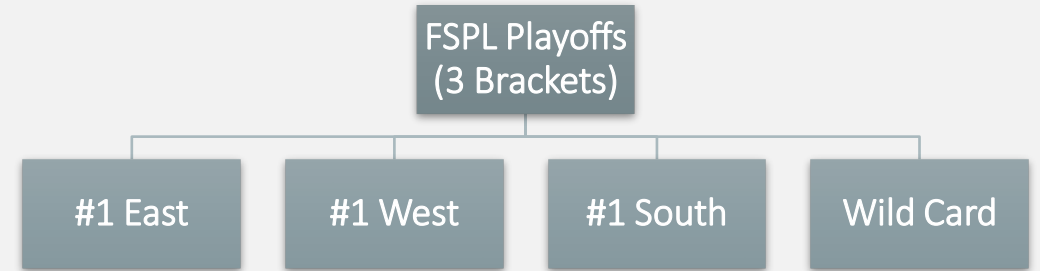 FSPL Playoffs
(3 Brackets)
#1 East
#1 West
#1 South
Wild Card